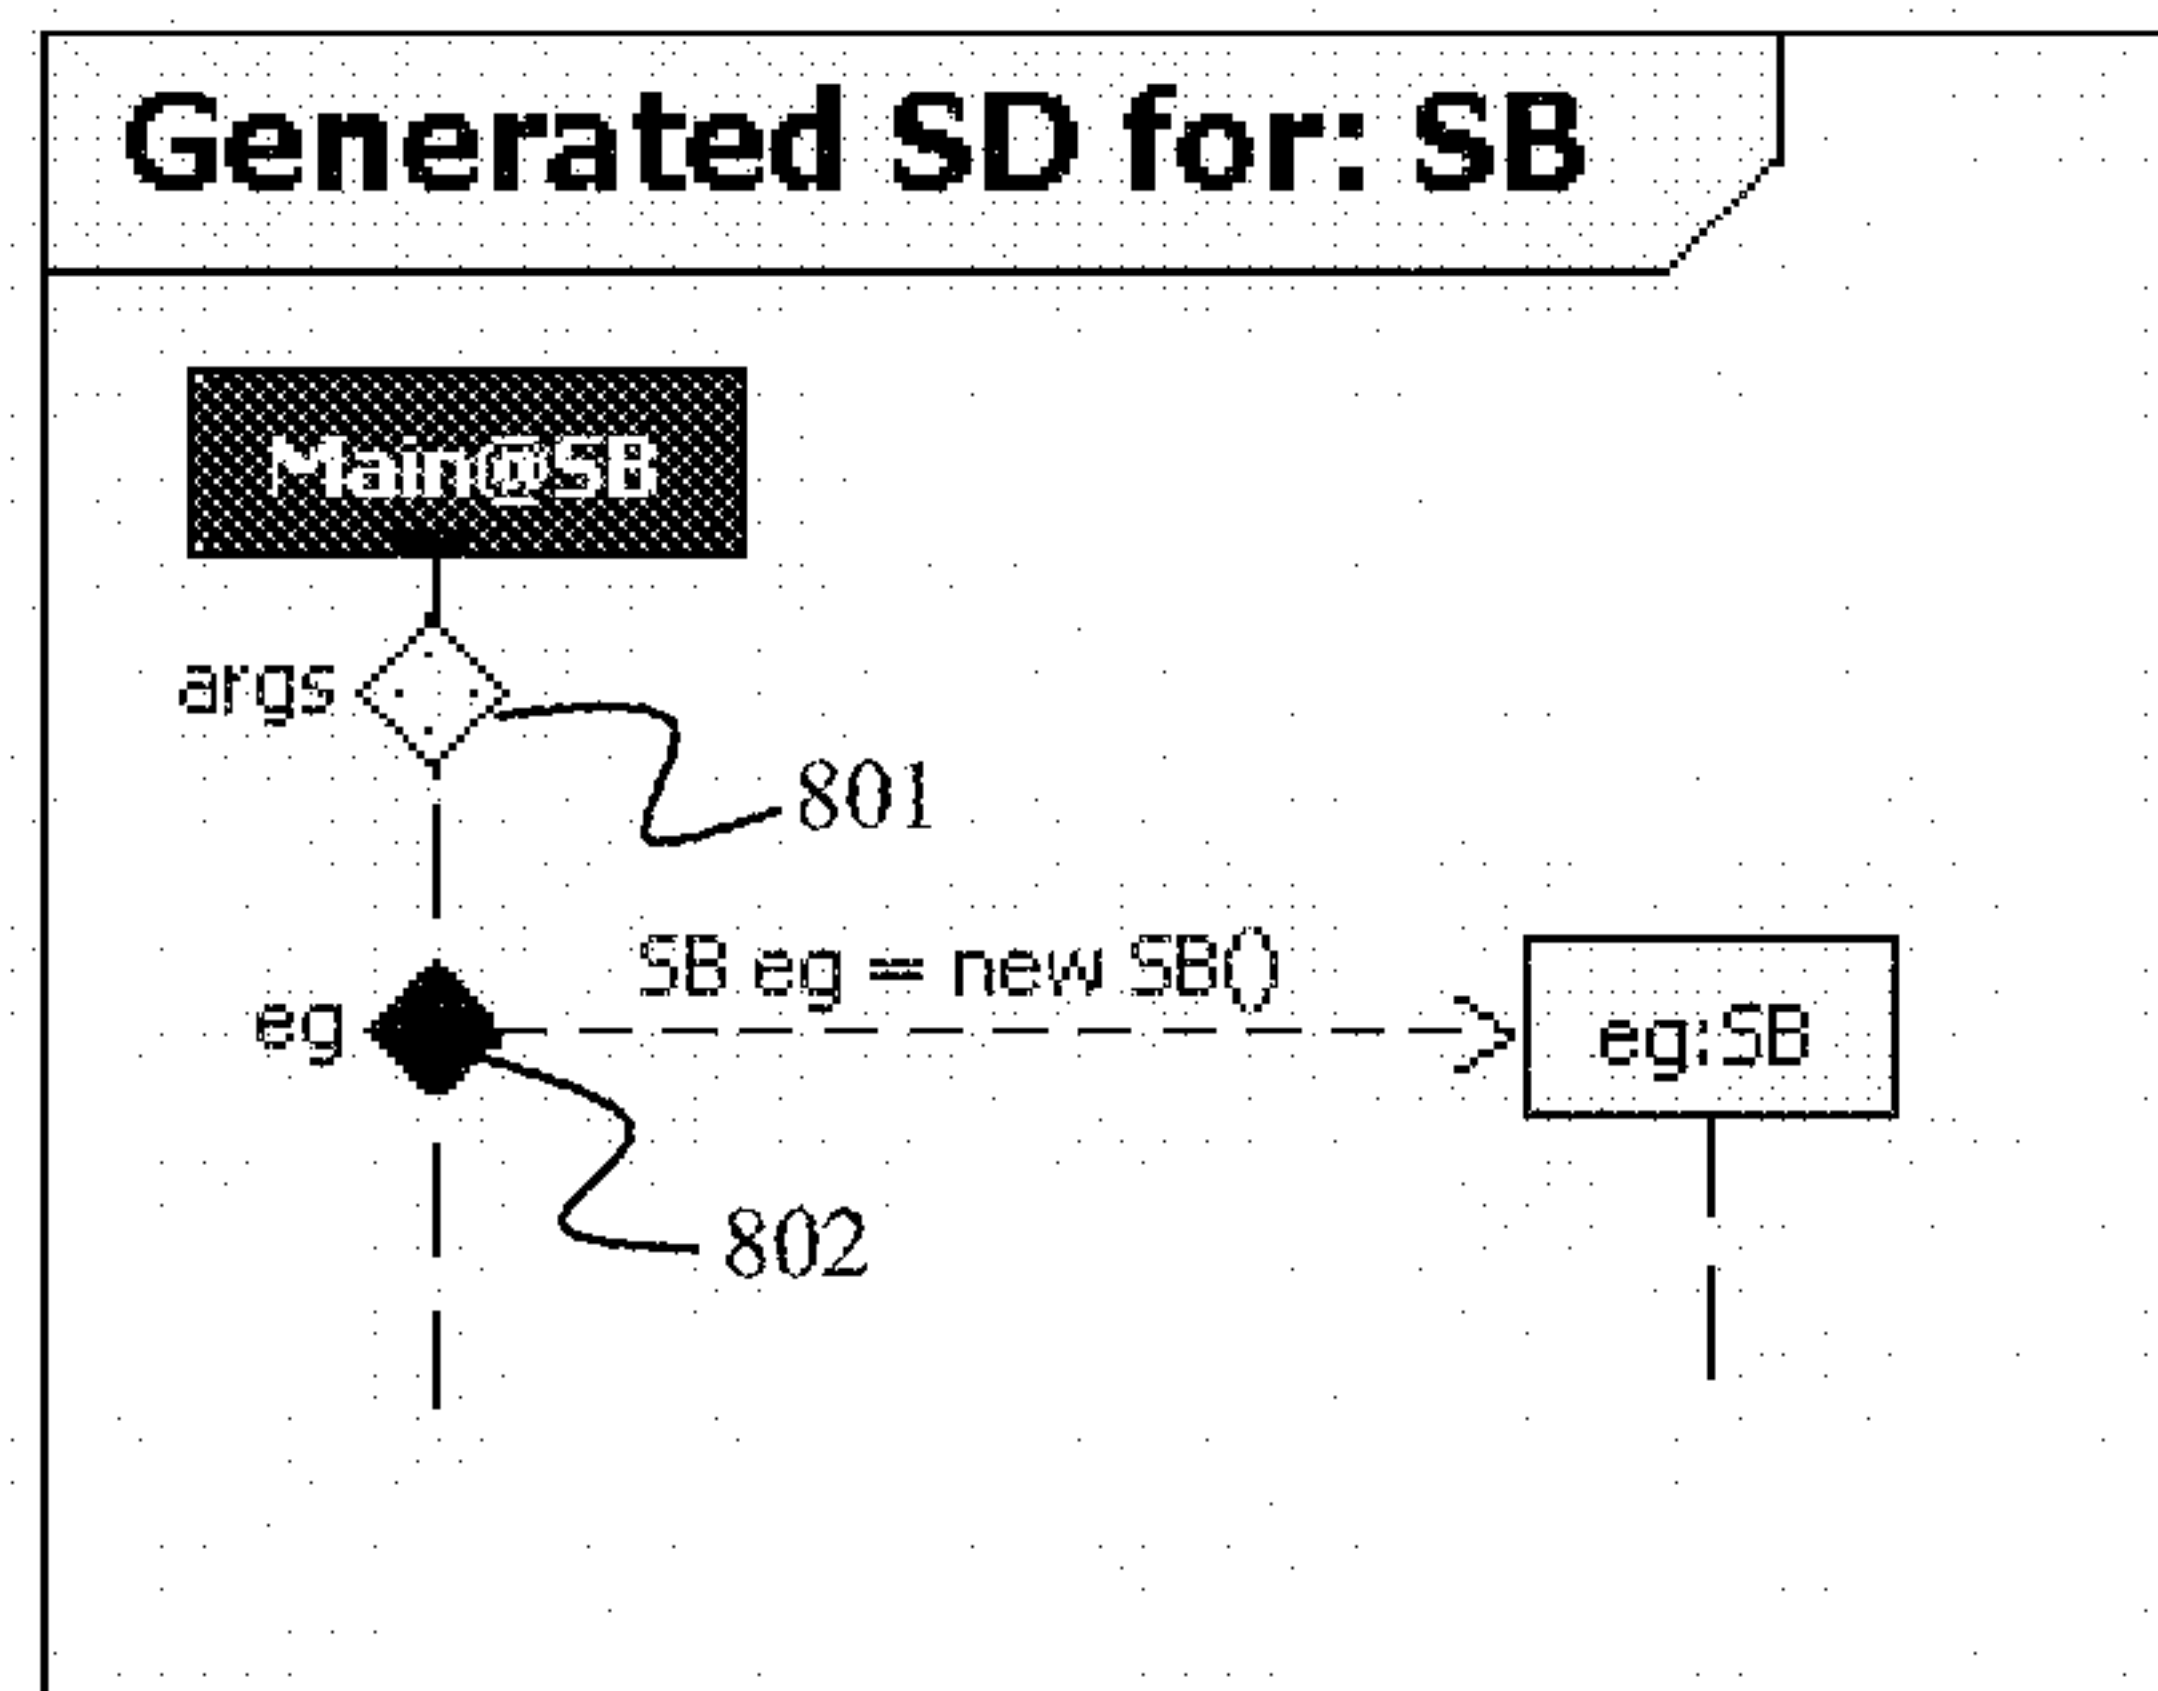 Generated SD for: SB
Main@SB
args
801
SB eg = new SB()
eg
eg:SB
802